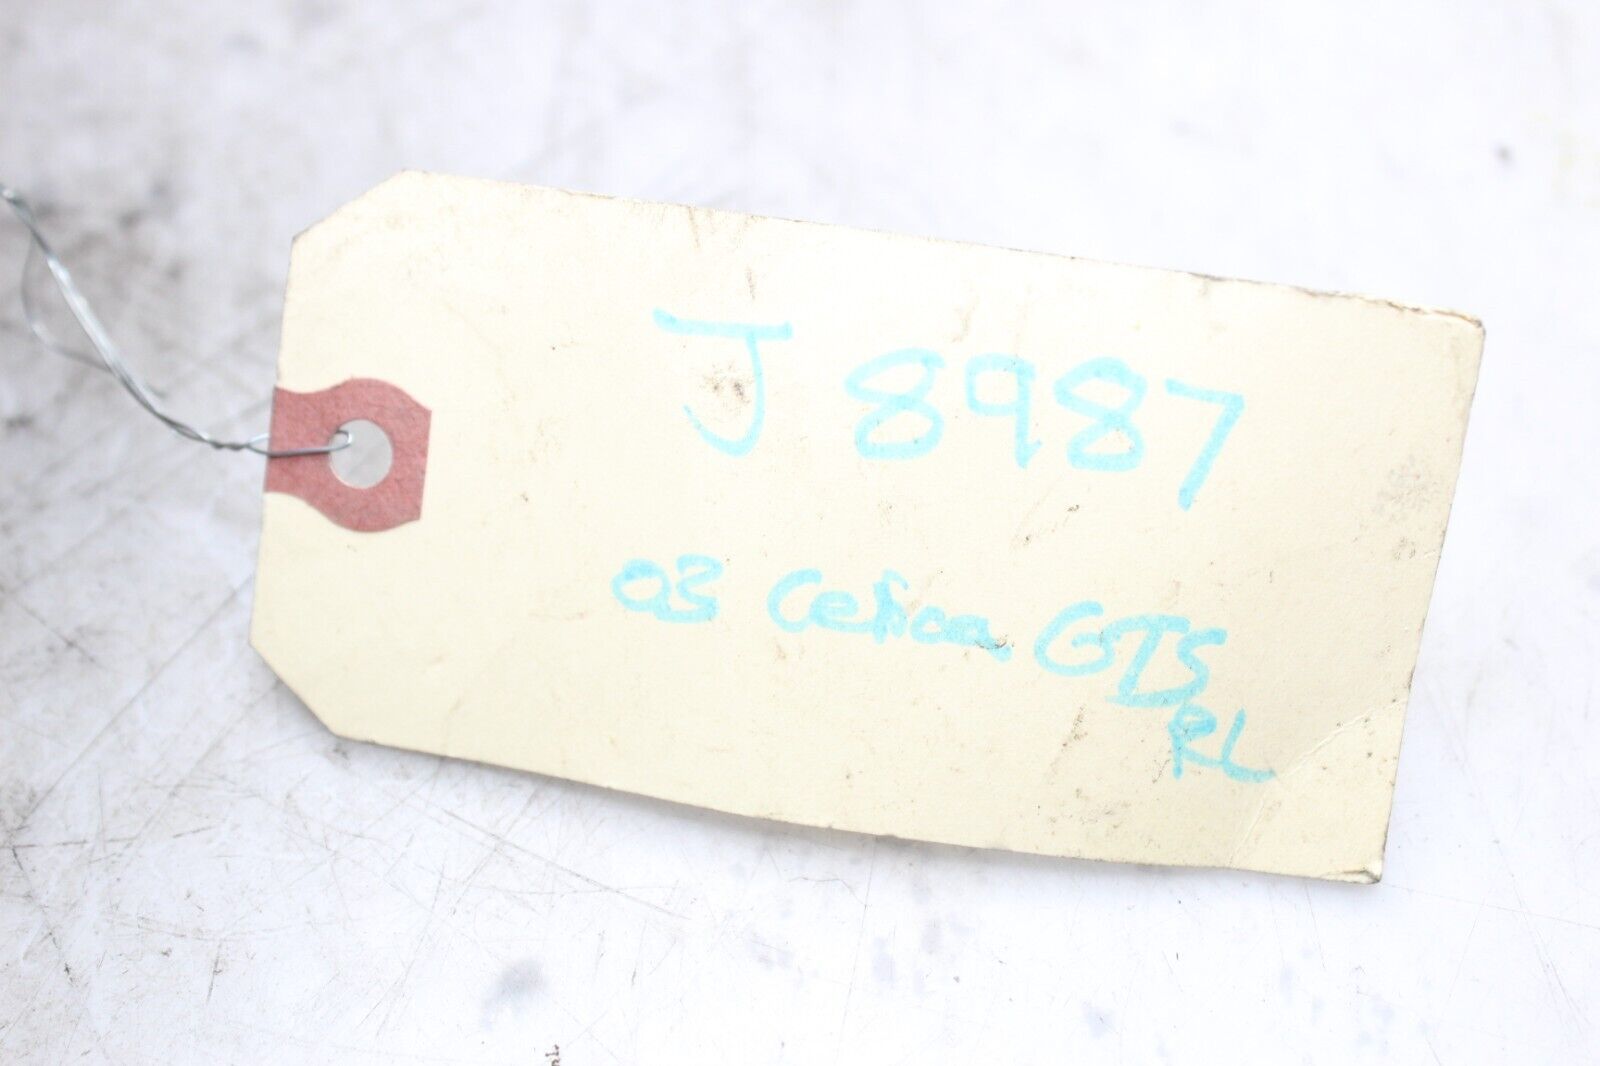 J 8987
03 Celica GTS
RL